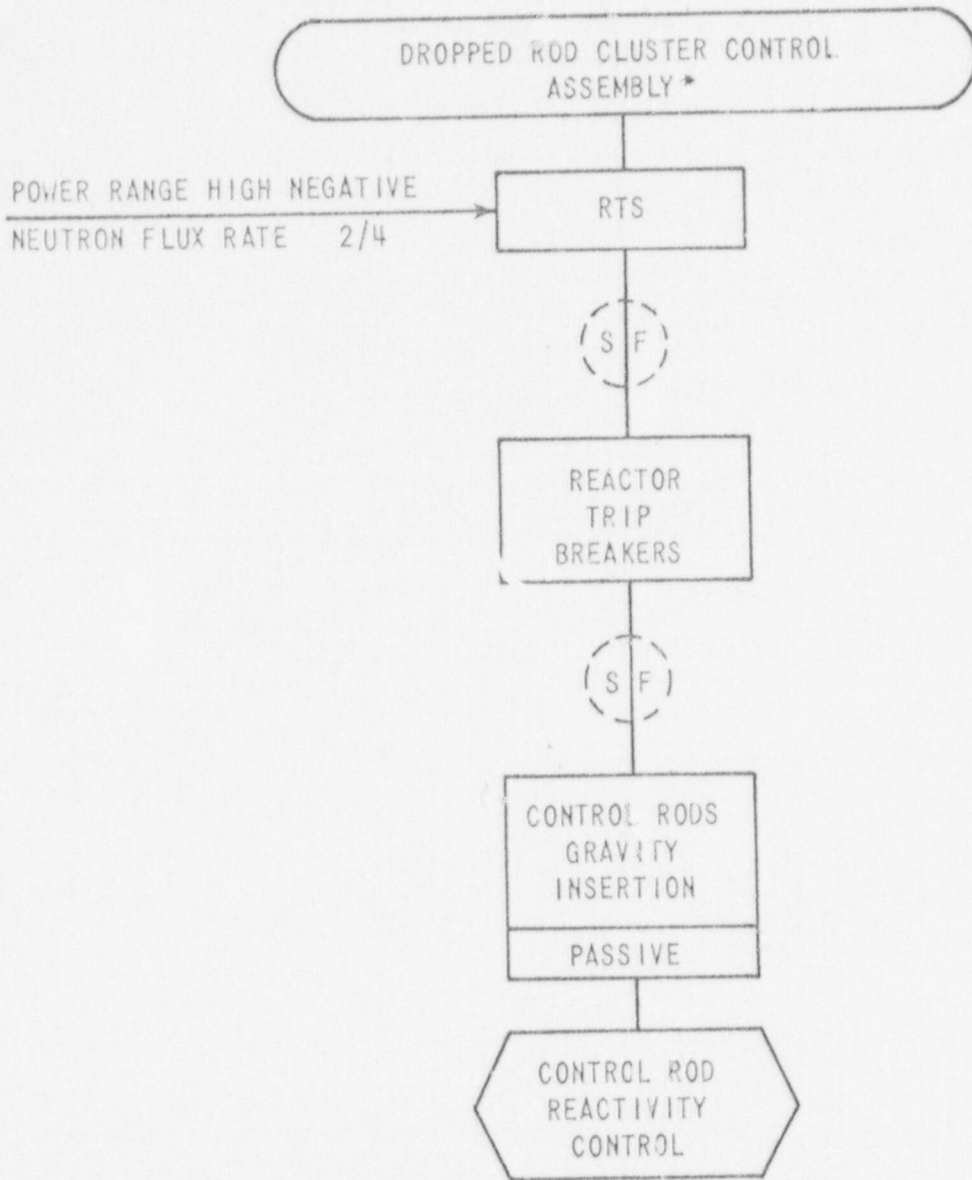 DROPPED ROD CLUSTER CONTROL
ASSEMBLY*
POWER RANGE HIGH NEGATIVE
NEUTRON FLUX RATE 2/4
RTS
S F
REACTOR
TRIP
BREAKERS
S F
CONTROL RODS
GRAVITY
INSERTION
PASSIVE
CONTROL ROD
REACTIVITY
CONTROL